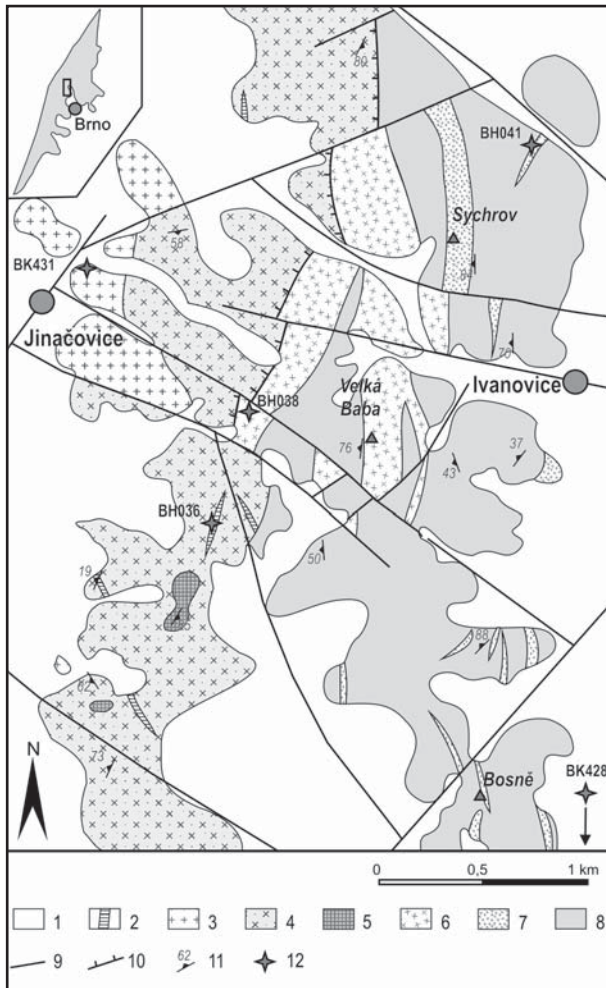 Brno
80
BH041
Sychrov
58
84
BK431
Jinačovice
70
Ivanovice
Velká
Baba
BH038
76
43
37
BH036
50
19
88
62
73
N
Bosně
BK428
0 0,5 1 km
1 2 3 4 5 6 7 8
9 10 62 11 12